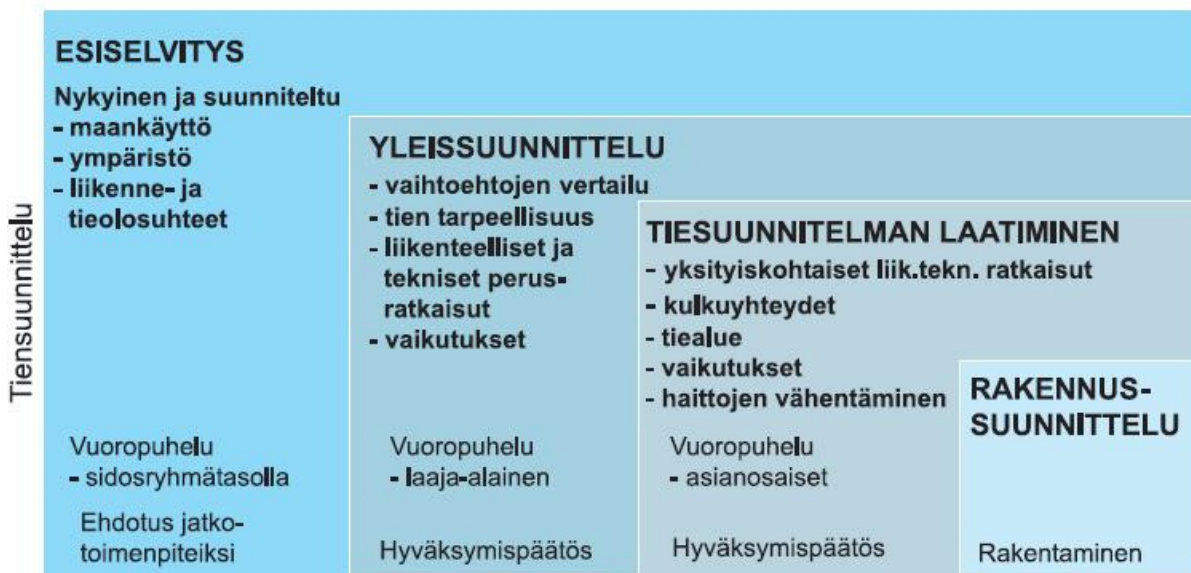 Tiensuunnittelu
ESISELVITYS
Nykyinen ja suunniteltu
- maankäyttö
- ympäristö
- liikenne- ja
tieolosuhteet
Vuoropuhelu
- sidosryhmätasolla
Ehdotus jatko-
toimenpiteiksi
YLEISSUUNNITTELU
- vaihtoehtojen vertailu
- tien tarpeellisuus
- liikenteelliset ja
tekniset perus-
ratkaisut
- vaikutukset
Vuoropuhelu
- laaja-alainen
Hyväksymispäätös
TIESUUNNITELMAN LAATIMINEN
- yksityiskohtaiset liik.tekn. ratkaisut
- kulkuyhteydet
- tiealue
- vaikutukset
- haittojen vähentäminen
Vuoropuhelu
- asianosaiset
Hyväksymispäätös
RAKENNUS-
SUUNNITTELU
Rakentaminen